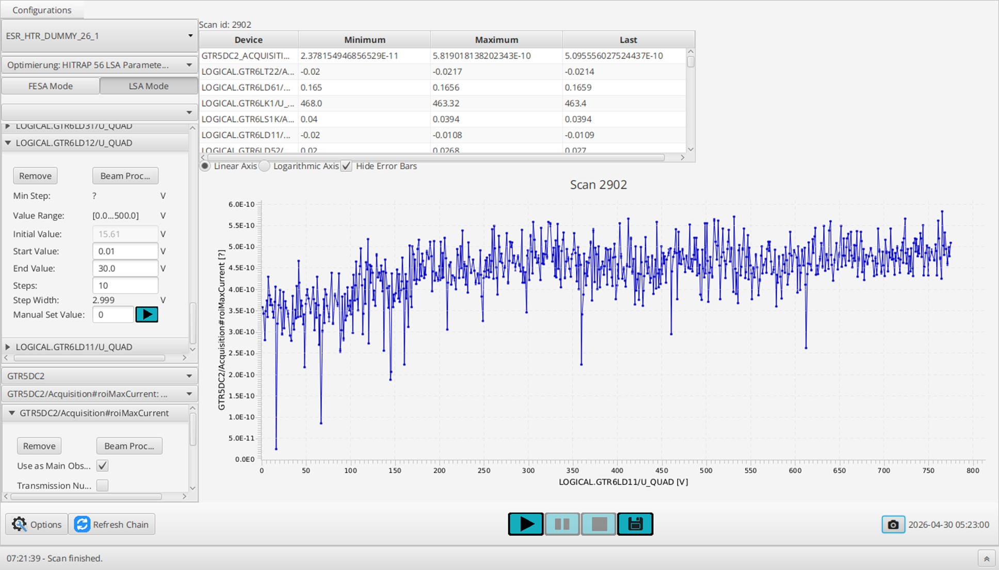 Configurations
ESR_HTR_DUMMY_26_1
Optimierung: HITRAP 56 LSA Paramete...
FESA Mode LSA Mode
LOGICAL.GTR6LD31/U_QUAD
LOGICAL.GTR6LD12/U_QUAD
Remove Beam Proc...
Min Step: ? V
Value Range: [0.0...500.0] V
Initial Value: 15.61 V
Start Value: 0.01 V
End Value: 30.0 V
Steps: 10
Step Width: 2.999 V
Manual Set Value: 0
LOGICAL.GTR6LD11/U_QUAD
GTR5DC2
GTR5DC2/Acquisition#roiMaxCurrent: ...
GTR5DC2/Acquisition#roiMaxCurrent
Remove Beam Proc...
Use as Main Obs...
Transmission Nu...
Scan id: 2902
Device Minimum Maximum Last
GTR5DC2_ACQUISITI... 2.378154946856529E-11 5.819018138202343E-10 5.095556027524437E-10
LOGICAL.GTR6LT22/A... -0.02 -0.0217 -0.0214
LOGICAL.GTR6LD61/... 0.165 0.1656 0.1659
LOGICAL.GTR6LK1/U_... 468.0 463.32 463.4
LOGICAL.GTR6LS1K/A... 0.04 0.0394 0.0394
LOGICAL.GTR6LD11/... -0.02 -0.0108 -0.0109
LOGICAL.GTR6LD52/ 0.02 0.0268 0.027
Linear Axis Logarithmic Axis Hide Error Bars
Scan 2902
GTR5DC2/Acquisition#roiMaxCurrent [?]
6.0E-10
5.5E-10
5.0E-10
4.5E-10
4.0E-10
3.5E-10
3.0E-10
2.5E-10
2.0E-10
1.5E-10
1.0E-10
5.0E-11
0.0E0
0 50 100 150 200 250 300 350 400 450 500 550 600 650 700 750 800
LOGICAL.GTR6LD11/U_QUAD [V]
Options Refresh Chain
2026-04-30 05:23:00
07:21:39 - Scan finished.